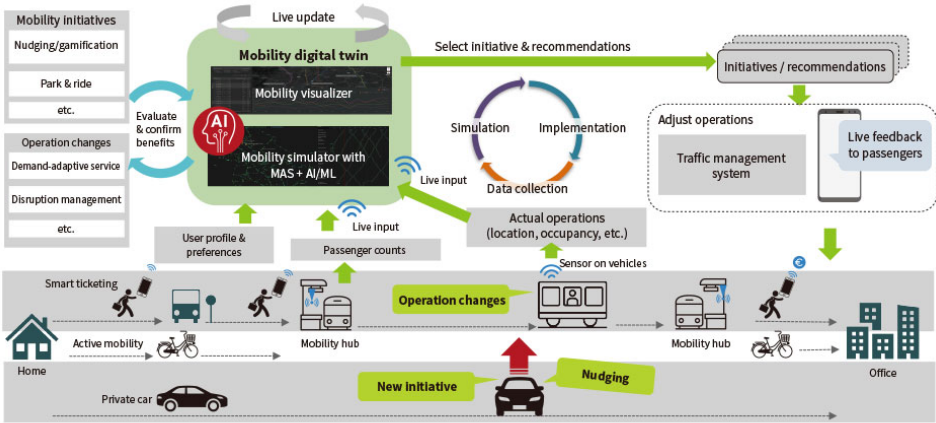 Mobility initiatives
Nudging/gamification
Park & ride
etc.
Operation changes
Demand-adaptive service
Disruption management
etc.
Evaluate
& confirm
benefits
Live update
Mobility digital twin
Mobility visualizer
AI
Mobility simulator with
MAS + AI/ML
Live input
Select initiative & recommendations
Simulation
Implementation
Data collection
Initiatives / recommendations
Adjust operations
Traffic management
system
Live feedback
to passengers
User profile &
preferences
Live input
Passenger counts
Actual operations
(location, occupancy, etc.)
Sensor on vehicles
Smart ticketing
Operation changes
€
Home
Active mobility
Mobility hub
Mobility hub
Office
Private car
New initiative
Nudging